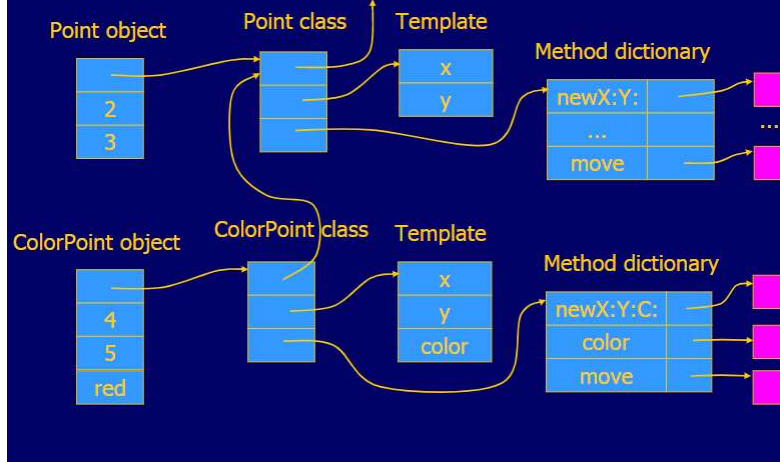 Point object
Point class
Template
Method dictionary
2
3
x
y
newX:Y:
...
move
...
ColorPoint object
ColorPoint class
Template
Method dictionary
4
5
red
x
y
color
newX:Y:C:
color
move